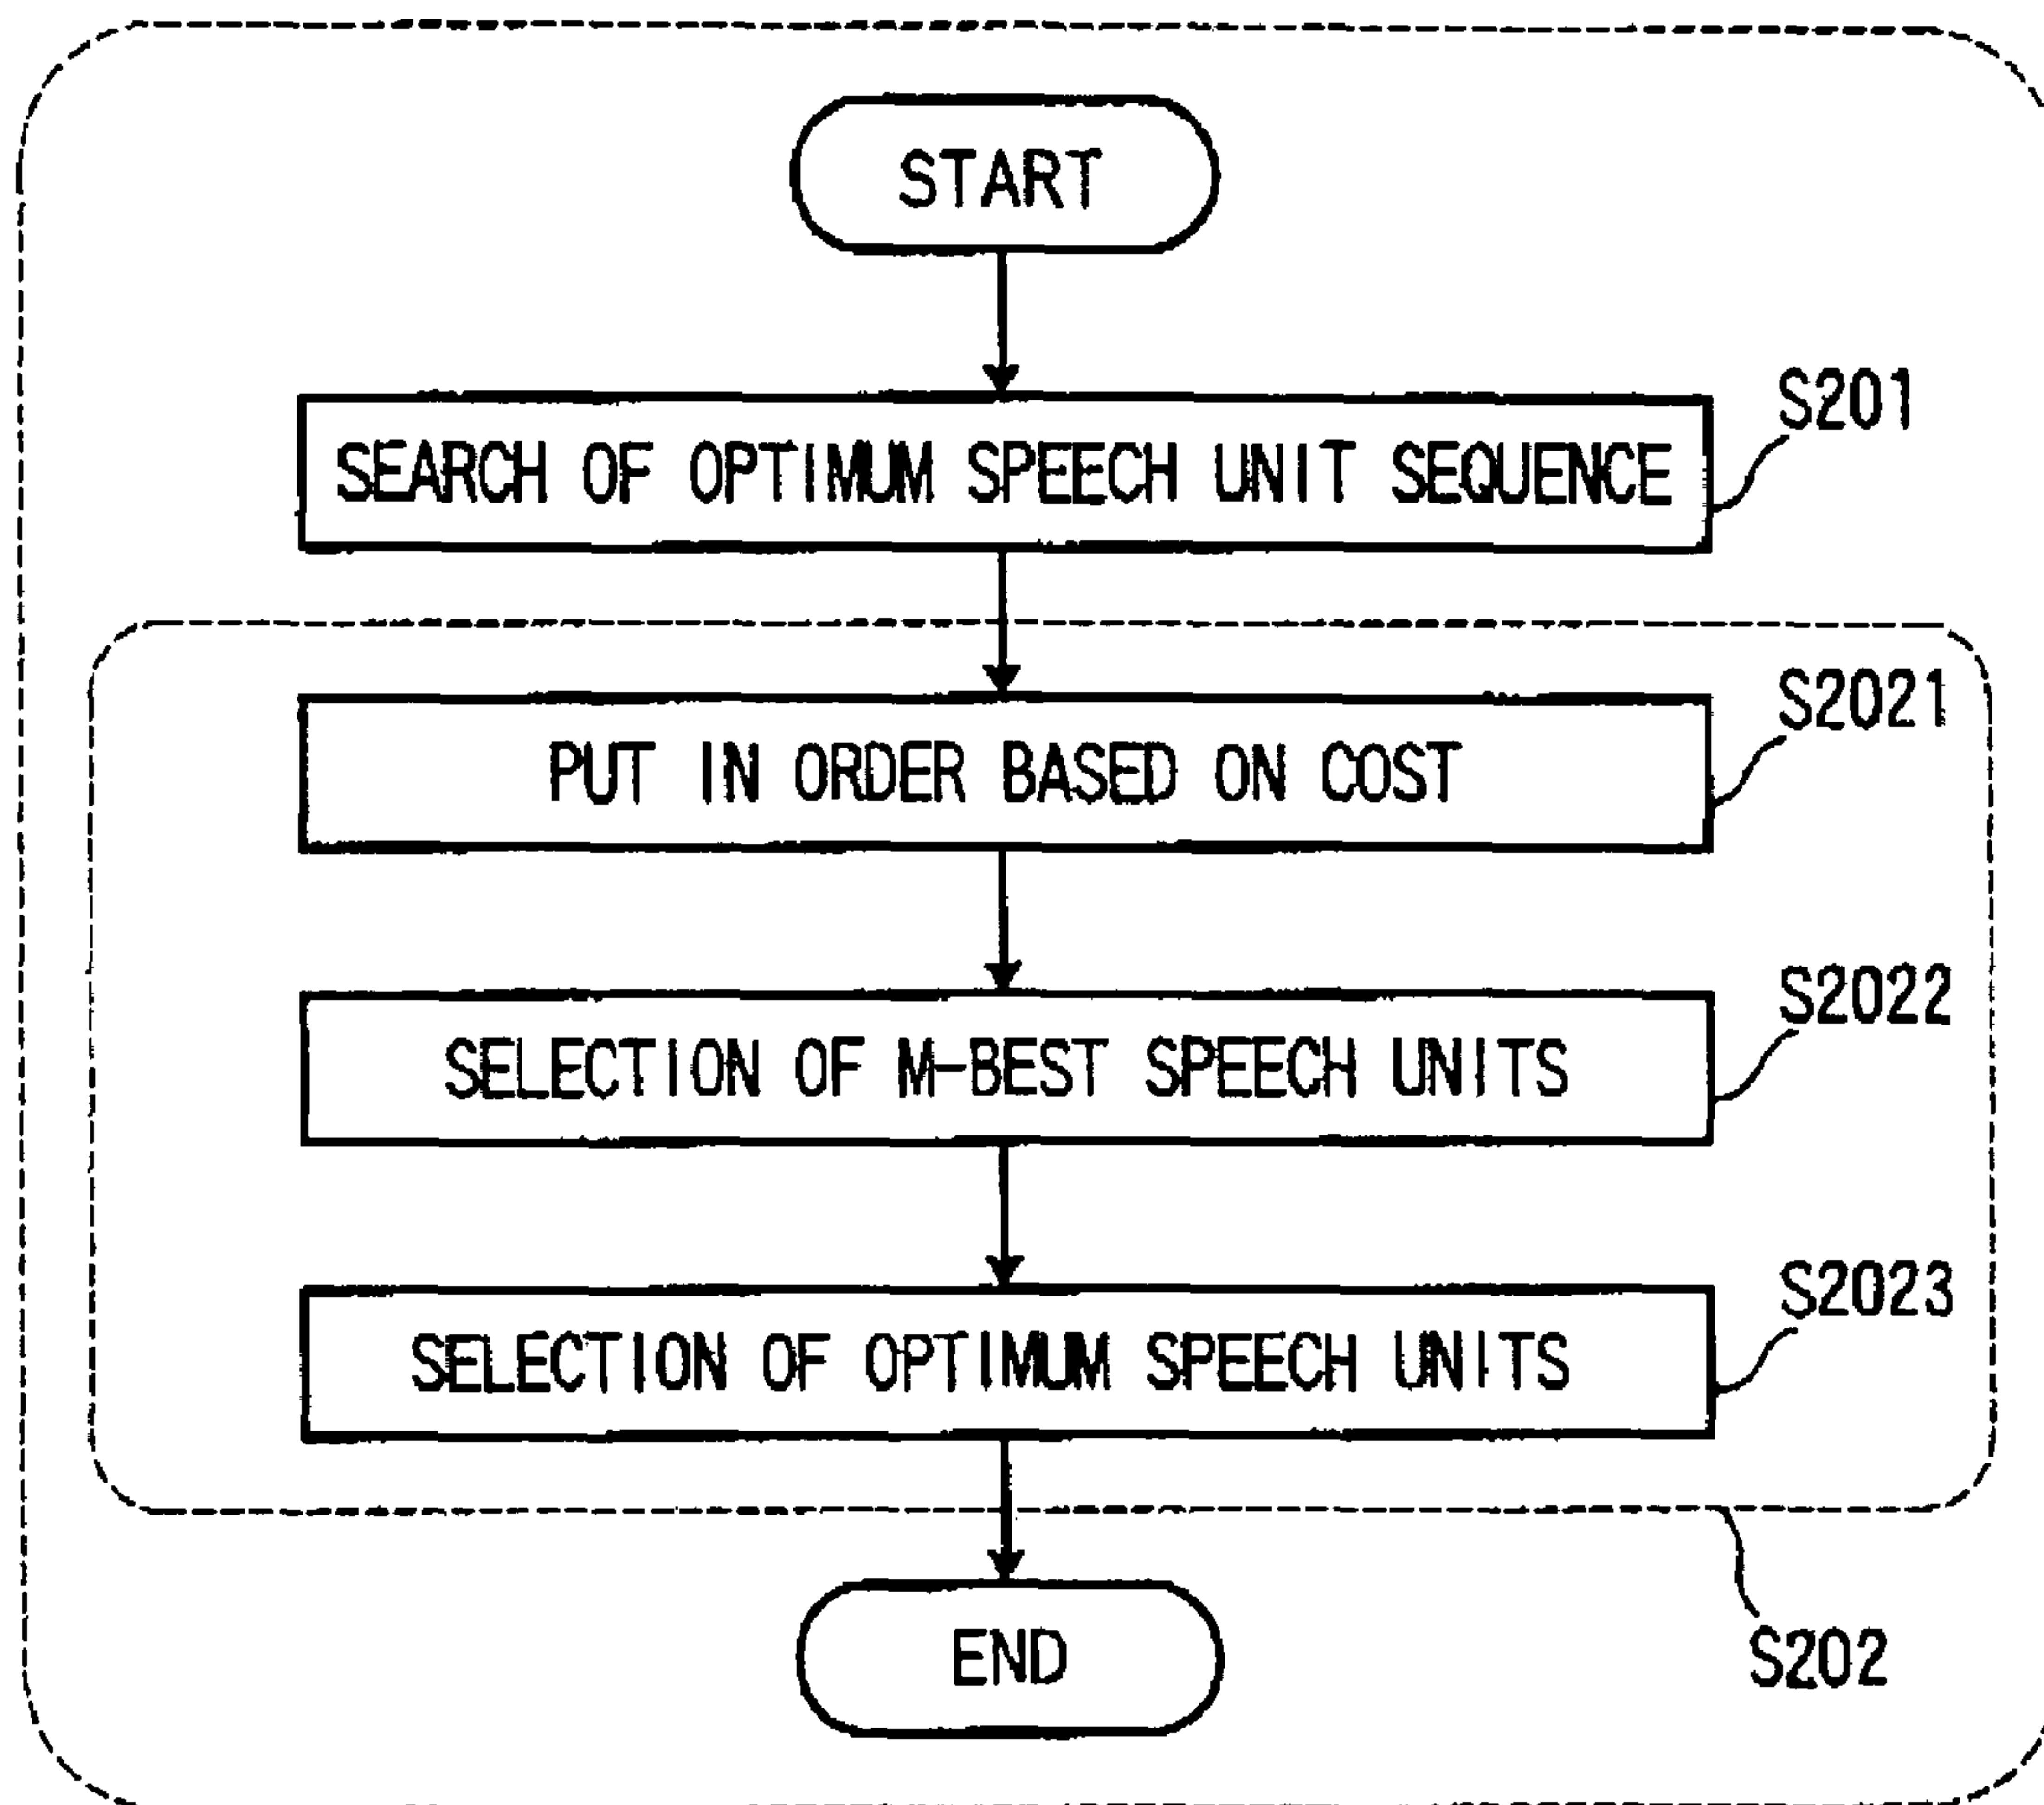 START
S201
SEARCH OF OPTIMUM SPEECH UNIT SEQUENCE
S2021
PUT IN ORDER BASED ON COST
S2022
SELECTION OF M-BEST SPEECH UNITS
S2023
SELECTION OF OPTIMUM SPEECH UNITS
END
S202